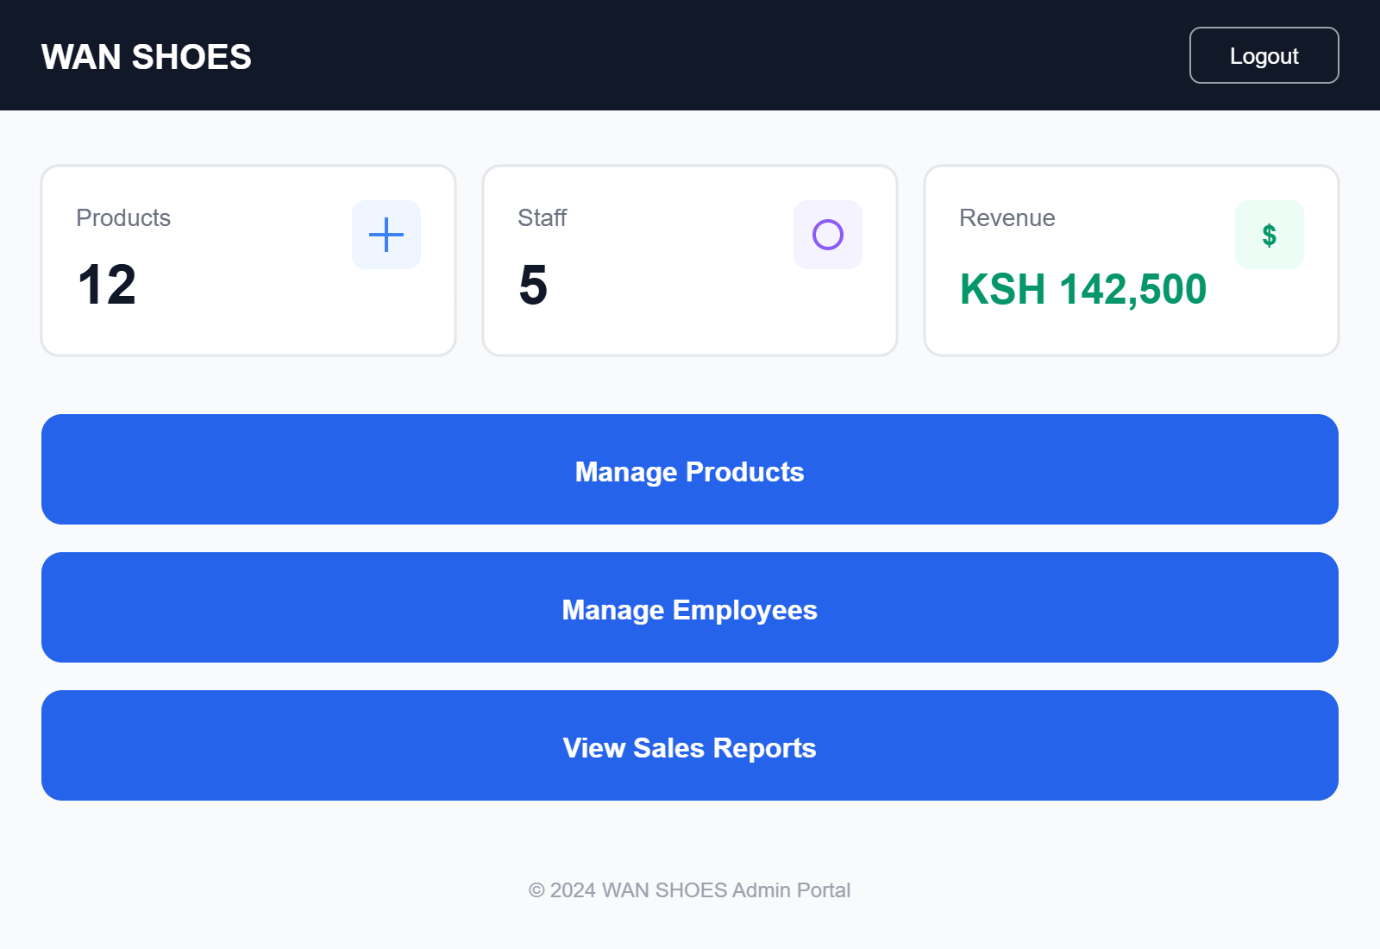 WAN SHOES
Logout
Products
12
Staff
5
Revenue
$
KSH 142,500
Manage Products
Manage Employees
View Sales Reports
© 2024 WAN SHOES Admin Portal